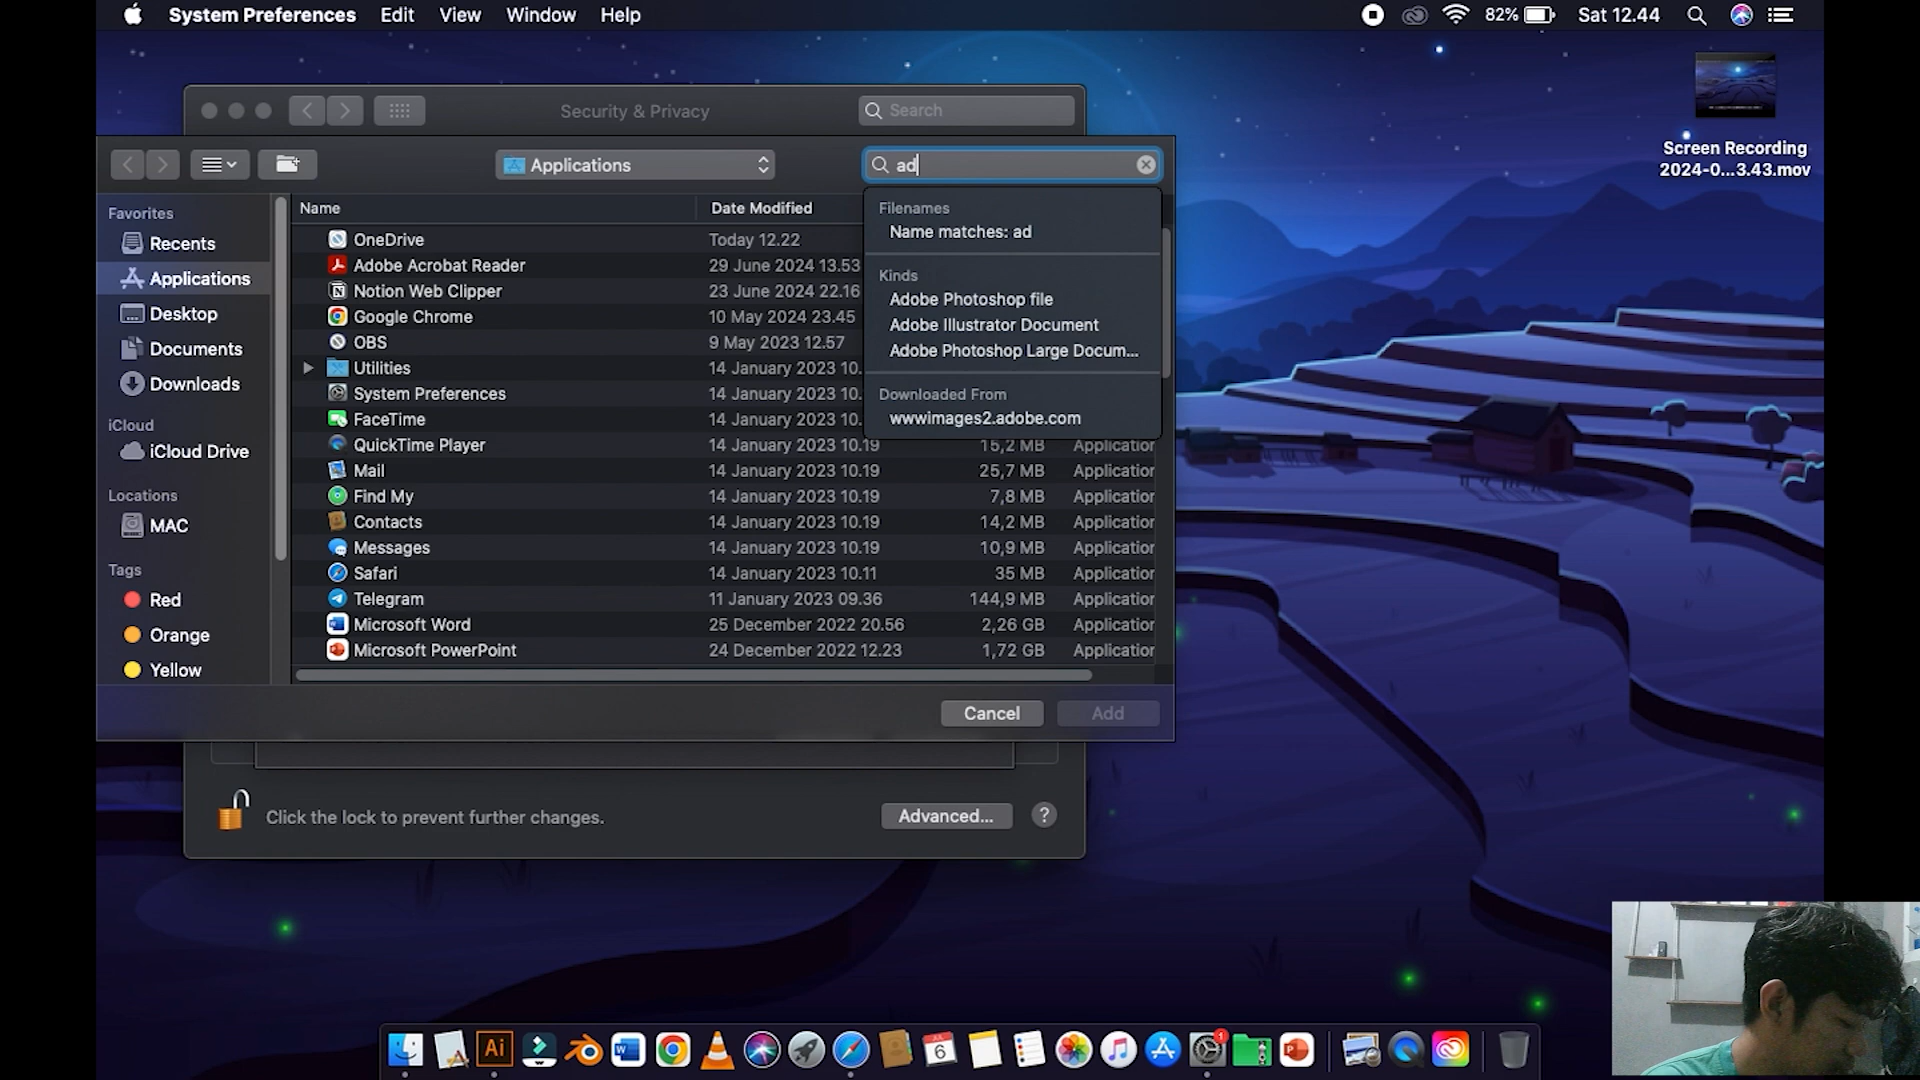 System Preferences Edit View Window Help 82% Sat 12.44
Screen Recording
2024-0...3.43.mov
Security & Privacy Search
Applications ad
Favorites
Recents
Applications
Desktop
Documents
Downloads
iCloud
iCloud Drive
Locations
MAC
Tags
Red
Orange
Yellow
Name Date Modified
OneDrive Today 12.22
Adobe Acrobat Reader 29 June 2024 13.53
Notion Web Clipper 23 June 2024 22.16
Google Chrome 10 May 2024 23.45
OBS 9 May 2023 12.57
Utilities 14 January 2023 10.
System Preferences 14 January 2023 10.
FaceTime 14 January 2023 10.
QuickTime Player 14 January 2023 10.19 15,2 MB Application
Mail 14 January 2023 10.19 25,7 MB Application
Find My 14 January 2023 10.19 7,8 MB Application
Contacts 14 January 2023 10.19 14,2 MB Application
Messages 14 January 2023 10.19 10,9 MB Application
Safari 14 January 2023 10.11 35 MB Application
Telegram 11 January 2023 09.36 144,9 MB Application
Microsoft Word 25 December 2022 20.56 2,26 GB Application
Microsoft PowerPoint 24 December 2022 12.23 1,72 GB Application
Filenames
Name matches: ad
Kinds
Adobe Photoshop file
Adobe Illustrator Document
Adobe Photoshop Large Docum...
Downloaded From
wwwimages2.adobe.com
Cancel Add
Click the lock to prevent further changes. Advanced... ?
Ai
JUL
6
1